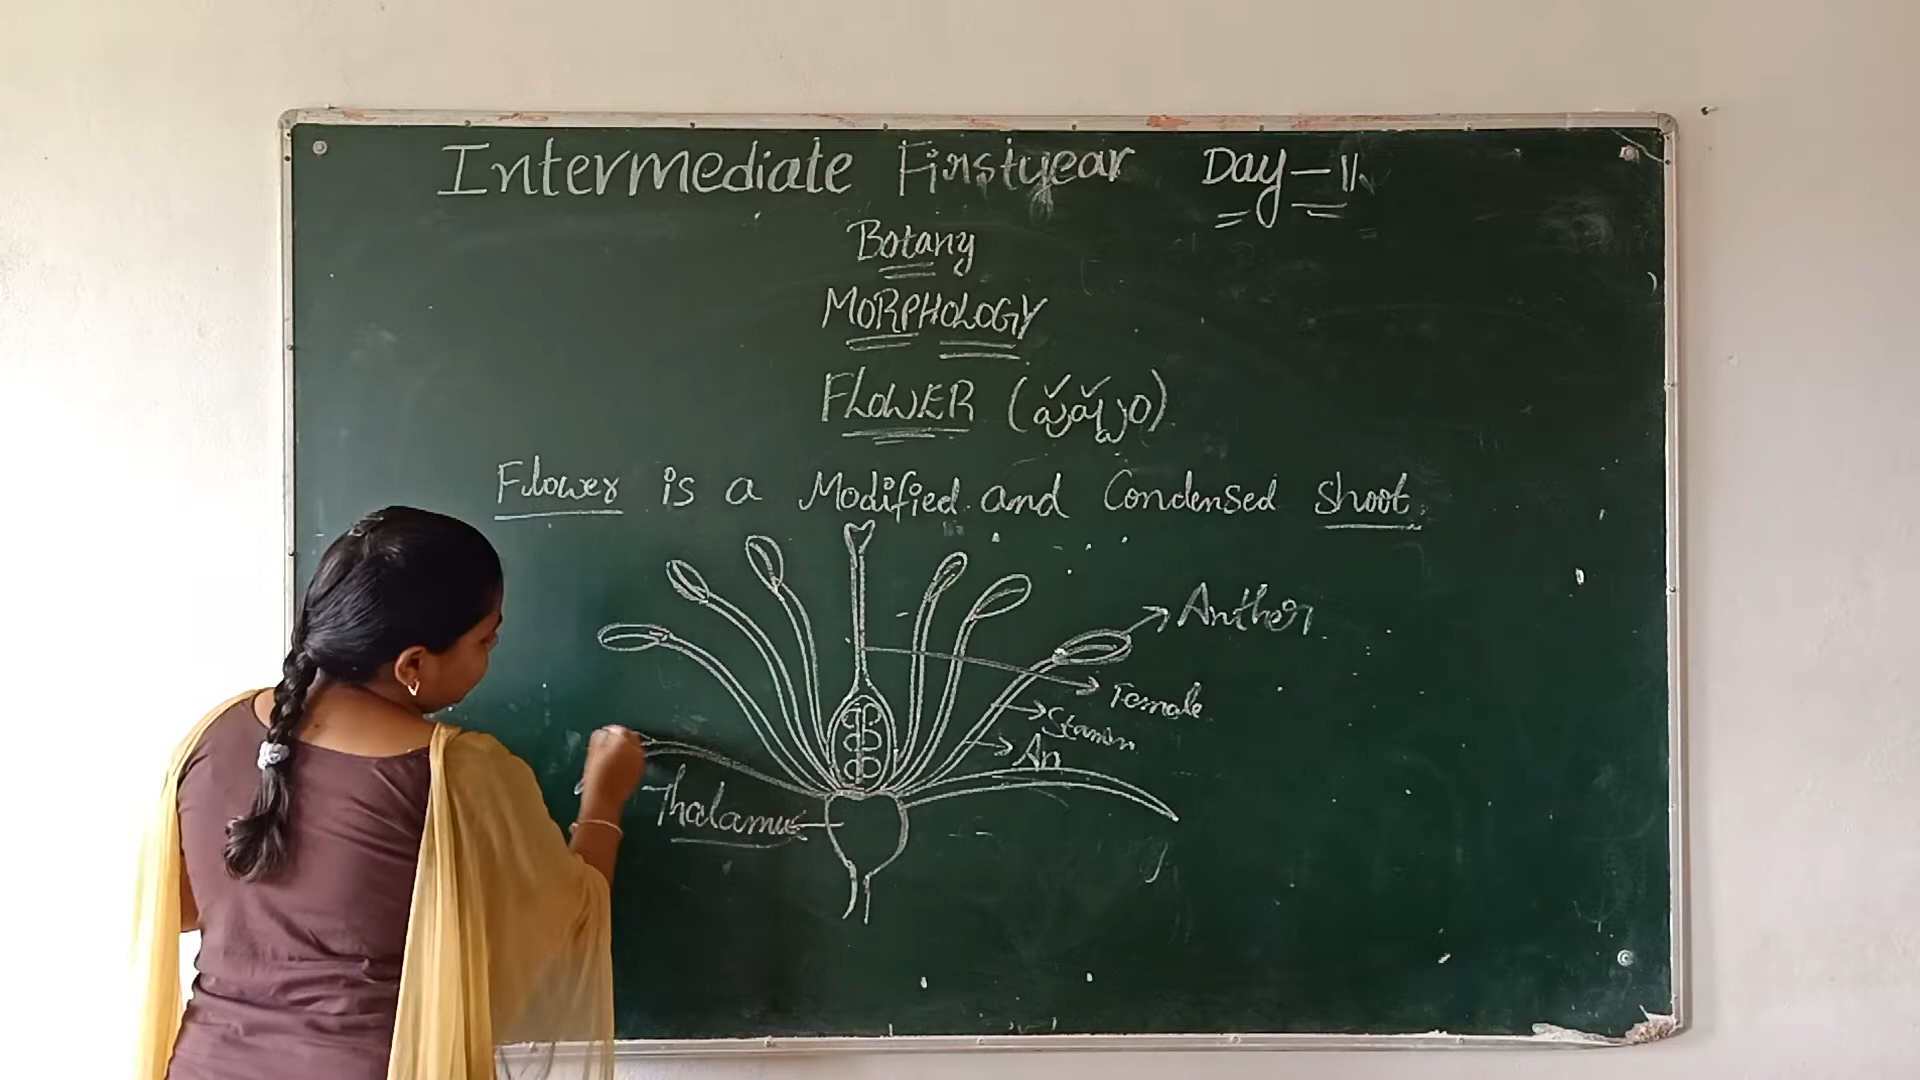 Intermediate Firstyear Day-11
Botany
MORPHOLOGY
FLOWER (పుష్పం)
Flower is a Modified and Condensed shoot.
Anther
Female
Stamen
An
Thalamus